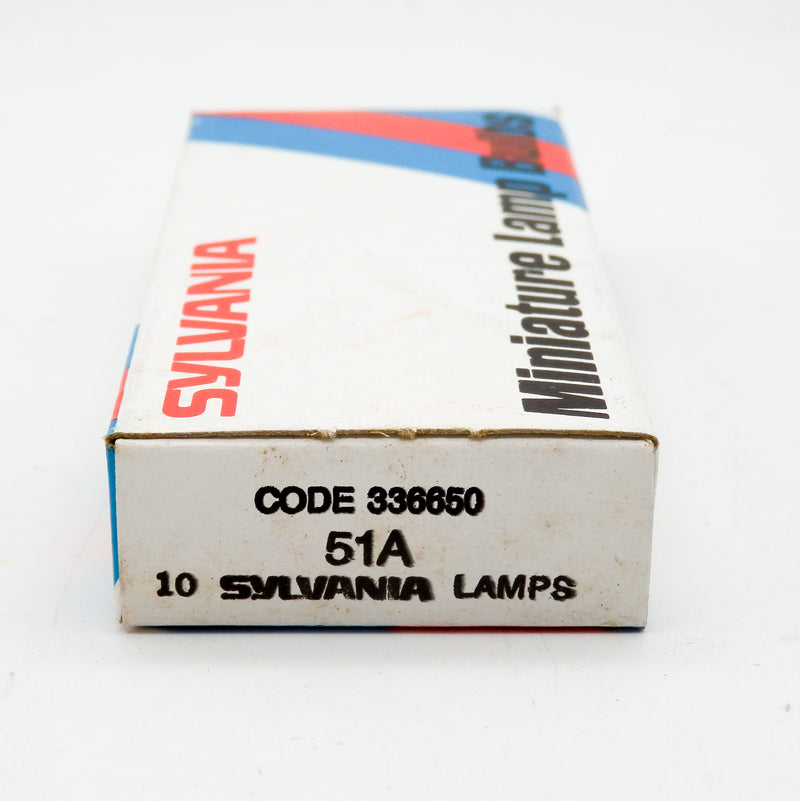 SYLVANIA
Miniature Lamp Bulbs
CODE 336650
51A
10 SYLVANIA LAMPS